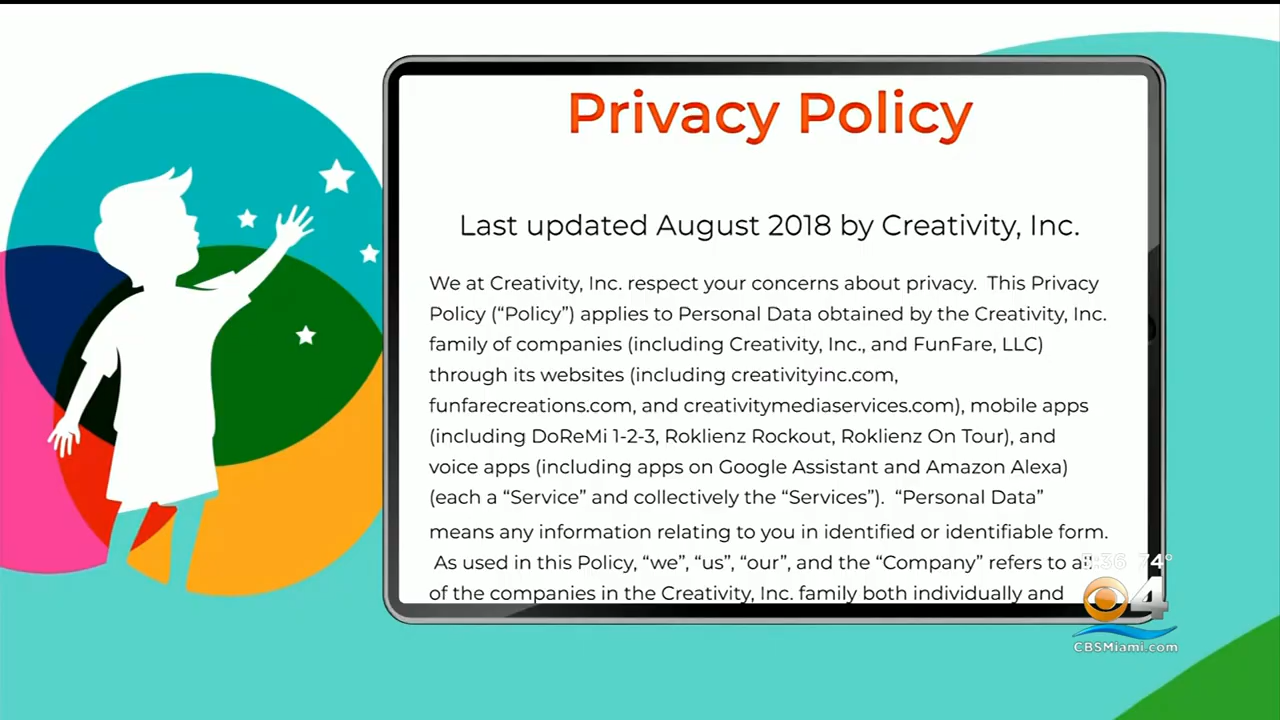 Privacy Policy
Last updated August 2018 by Creativity, Inc.
We at Creativity, Inc. respect your concerns about privacy. This Privacy
Policy (“Policy”) applies to Personal Data obtained by the Creativity, Inc.
family of companies (including Creativity, Inc., and FunFare, LLC)
through its websites (including creativityinc.com,
funfarecreations.com, and creativitymediaservices.com), mobile apps
(including DoReMi 1-2-3, Roklienz Rockout, Roklienz On Tour), and
voice apps (including apps on Google Assistant and Amazon Alexa)
(each a “Service” and collectively the “Services”). “Personal Data”
means any information relating to you in identified or identifiable form.
As used in this Policy, “we”, “us”, “our”, and the “Company” refers to all
of the companies in the Creativity, Inc. family both individually and
5:36 74°
4
CBSMiami.com